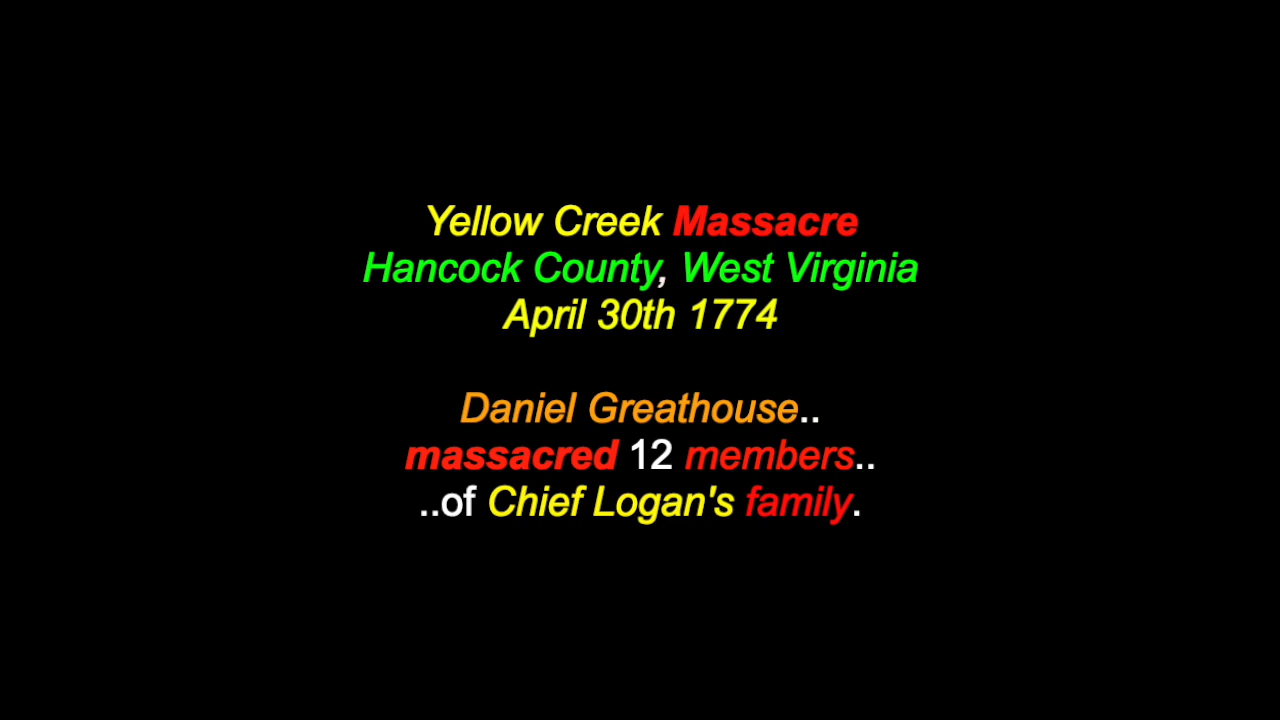 Yellow Creek Massacre
Hancock County, West Virginia
April 30th 1774
Daniel Greathouse..
massacred 12 members..
..of Chief Logan's family.